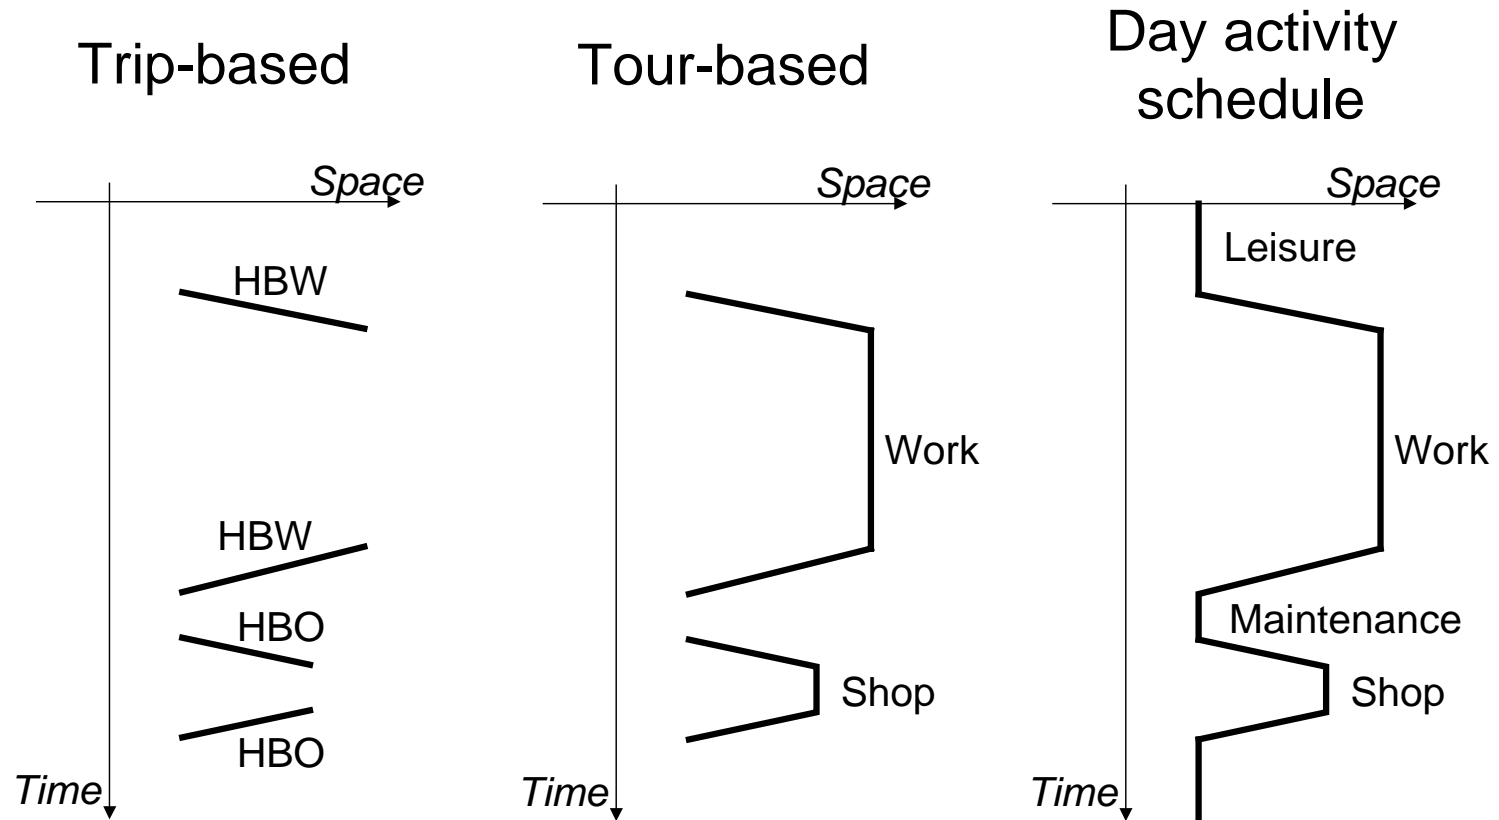 Trip-based
Space
HBW
HBW
HBO
HBO
Time
Tour-based
Space
Work
Shop
Time
Day activity
schedule
Space
Leisure
Work
Maintenance
Shop
Time